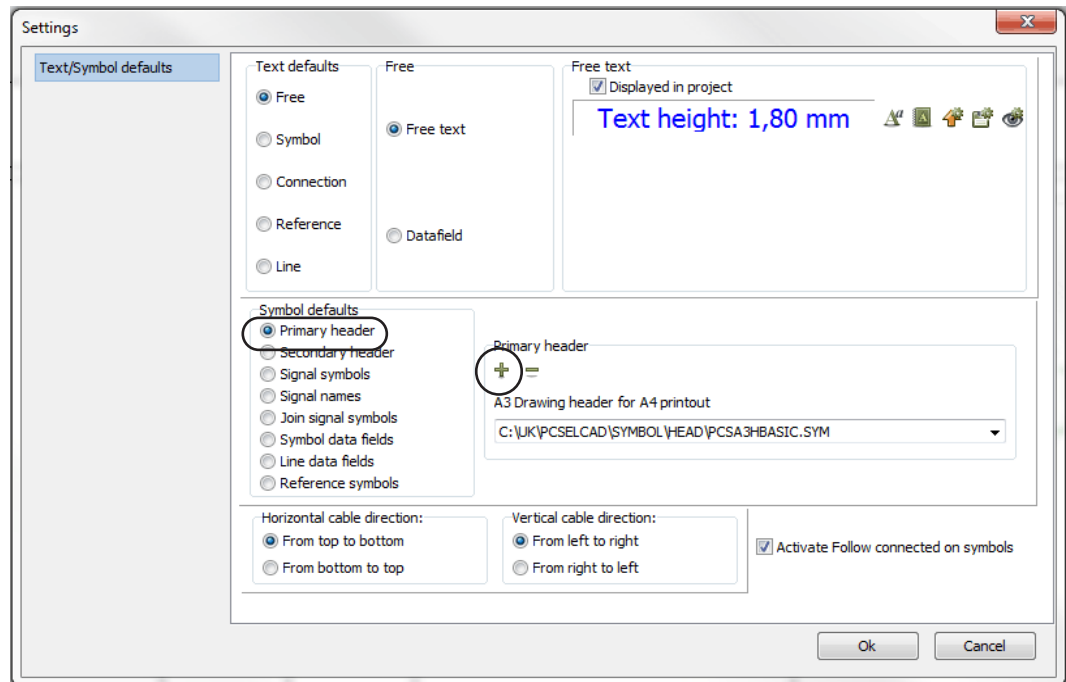 Settings
Text/Symbol defaults
Text defaults
Free
Symbol
Connection
Reference
Line
Free
Free text
Datafield
Free text
Displayed in project
Text height: 1,80 mm
Symbol defaults
Primary header
Secondary header
Signal symbols
Signal names
Join signal symbols
Symbol data fields
Line data fields
Reference symbols
Primary header
A3 Drawing header for A4 printout
C:\UK\PCSELCAD\SYMBOL\HEAD\PCSA3HBASIC.SYM
Horizontal cable direction:
From top to bottom
From bottom to top
Vertical cable direction:
From left to right
From right to left
Activate Follow connected on symbols
Ok
Cancel